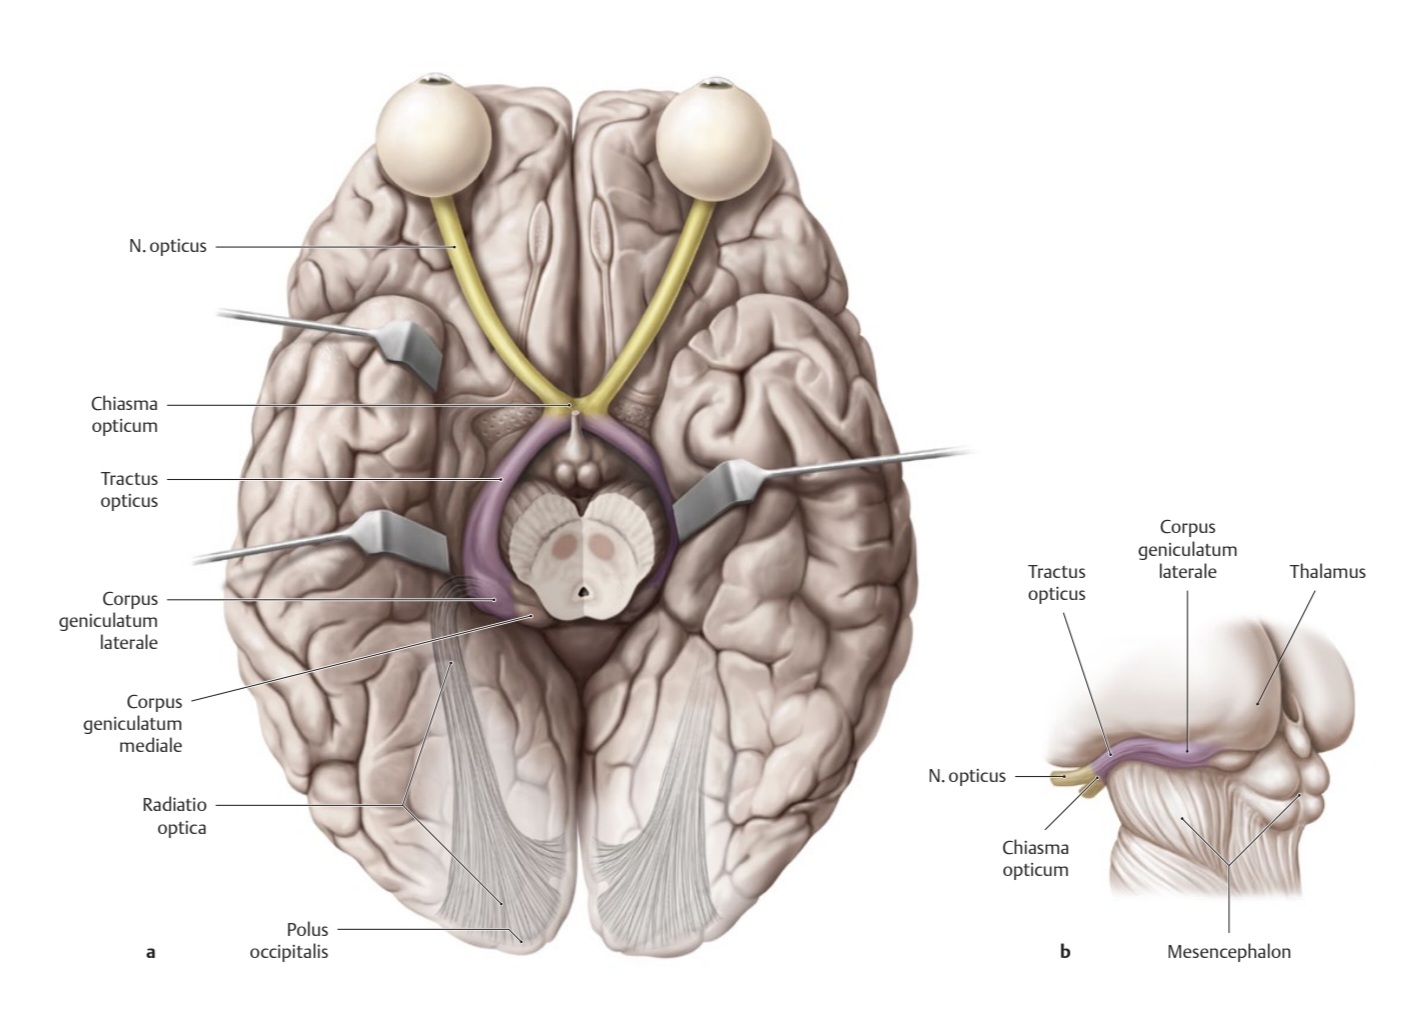 N. opticus
Chiasma
opticum
Tractus
opticus
Corpus
geniculatum
laterale
Corpus
geniculatum
mediale
Radiatio
optica
Polus
occipitalis
a
Corpus
geniculatum
laterale
Tractus
opticus
Thalamus
N. opticus
Chiasma
opticum
Mesencephalon
b